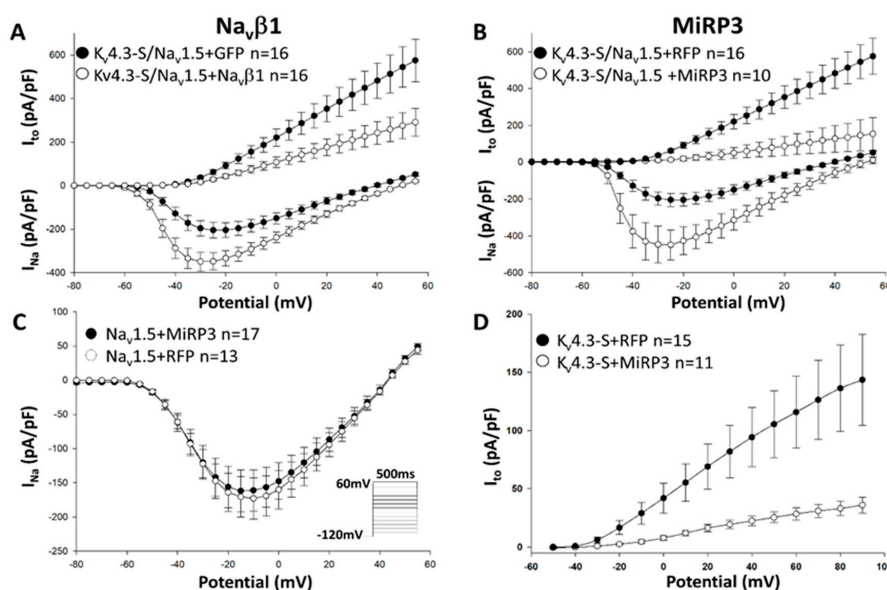 Naᵥβ1
MiRP3
A
Kᵥ4.3-S/Naᵥ1.5+GFP n=16
Kv4.3-S/Naᵥ1.5+Naᵥβ1 n=16
600
400
200
0
-200
-400
Ito (pA/pF)
INa (pA/pF)
-80 -60 -40 -20 0 20 40 60
Potential (mV)
B
Kᵥ4.3-S/Naᵥ1.5+RFP n=16
Kᵥ4.3-S/Naᵥ1.5 +MiRP3 n=10
600
400
200
0
-200
-400
-600
Ito (pA/pF)
INa (pA/pF)
-80 -60 -40 -20 0 20 40 60
Potential (mV)
C
Naᵥ1.5+MiRP3 n=17
Naᵥ1.5+RFP n=13
100
50
0
-50
-100
-150
-200
-250
INa (pA/pF)
500ms
60mV
-120mV
-80 -60 -40 -20 0 20 40 60
Potential (mV)
D
Kᵥ4.3-S+RFP n=15
Kᵥ4.3-S+MiRP3 n=11
200
150
100
50
0
Ito (pA/pF)
-60 -40 -20 0 20 40 60 80 100
Potential (mV)